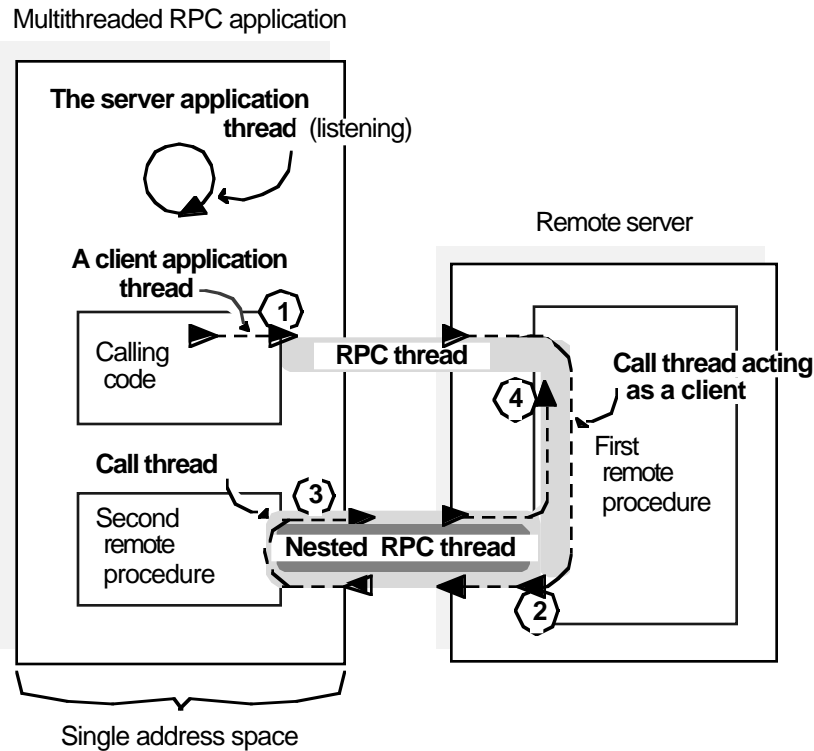 Multithreaded RPC application
The server application
thread (listening)
Remote server
A client application
thread
1
Calling
code
RPC thread
Call thread acting
as a client
4
First
remote
procedure
Call thread
3
Second
remote
procedure
Nested RPC thread
2
Single address space